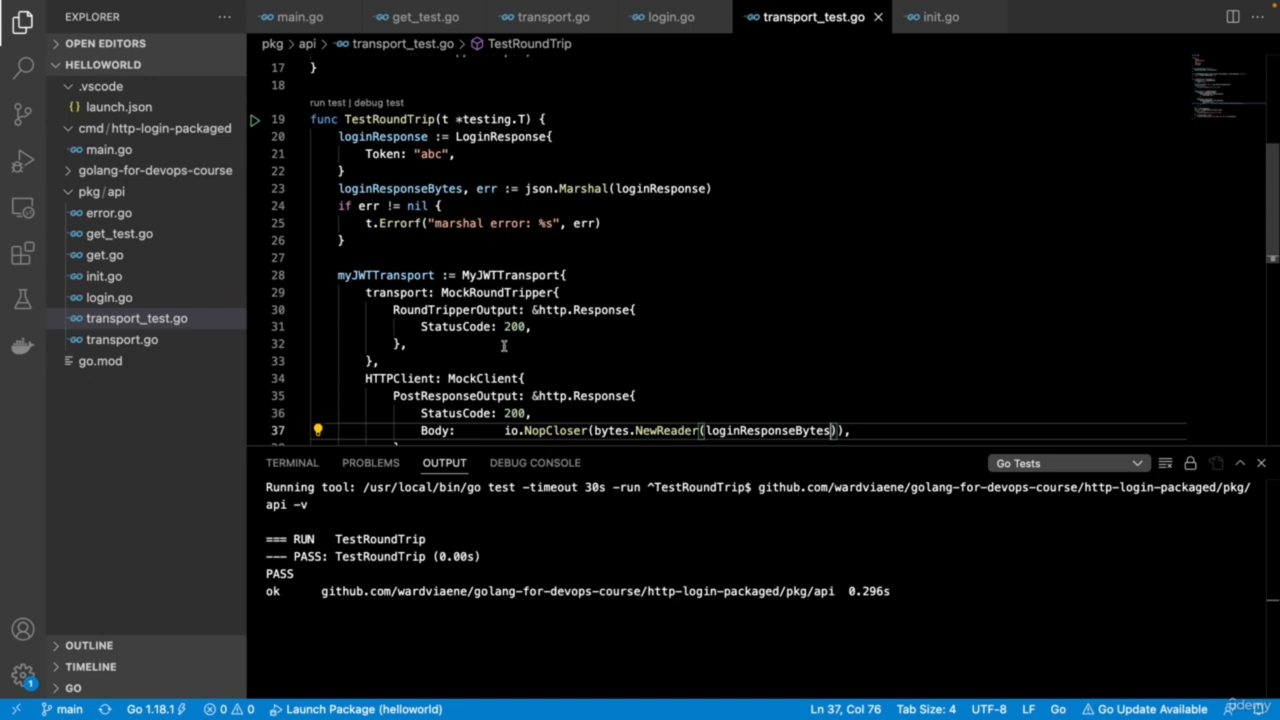 EXPLORER
OPEN EDITORS
HELLOWORLD
.vscode
{} launch.json
cmd / http-login-packaged
main.go
golang-for-devops-course
pkg / api
error.go
get_test.go
get.go
init.go
login.go
transport_test.go
transport.go
go.mod
OUTLINE
TIMELINE
GO
1
main.go get_test.go transport.go login.go transport_test.go init.go
pkg > api > transport_test.go > TestRoundTrip
17 }
18
run test | debug test
19 func TestRoundTrip(t *testing.T) {
20 loginResponse := LoginResponse{
21 Token: "abc",
22 }
23 loginResponseBytes, err := json.Marshal(loginResponse)
24 if err != nil {
25 t.Errorf("marshal error: %s", err)
26 }
27
28 myJWTTransport := MyJWTTransport{
29 transport: MockRoundTripper{
30 RoundTripperOutput: &http.Response{
31 StatusCode: 200,
32 },
33 },
34 HTTPClient: MockClient{
35 PostResponseOutput: &http.Response{
36 StatusCode: 200,
37 Body: io.NopCloser(bytes.NewReader(loginResponseBytes)),
TERMINAL PROBLEMS OUTPUT DEBUG CONSOLE Go Tests
Running tool: /usr/local/bin/go test -timeout 30s -run ^TestRoundTrip$ github.com/wardviaene/golang-for-devops-course/http-login-packaged/pkg/
api -v
=== RUN TestRoundTrip
--- PASS: TestRoundTrip (0.00s)
PASS
ok github.com/wardviaene/golang-for-devops-course/http-login-packaged/pkg/api 0.296s
main Go 1.18.1 0 0 Launch Package (helloworld) Ln 37, Col 76 Tab Size: 4 UTF-8 LF Go Go Update Available
udemy